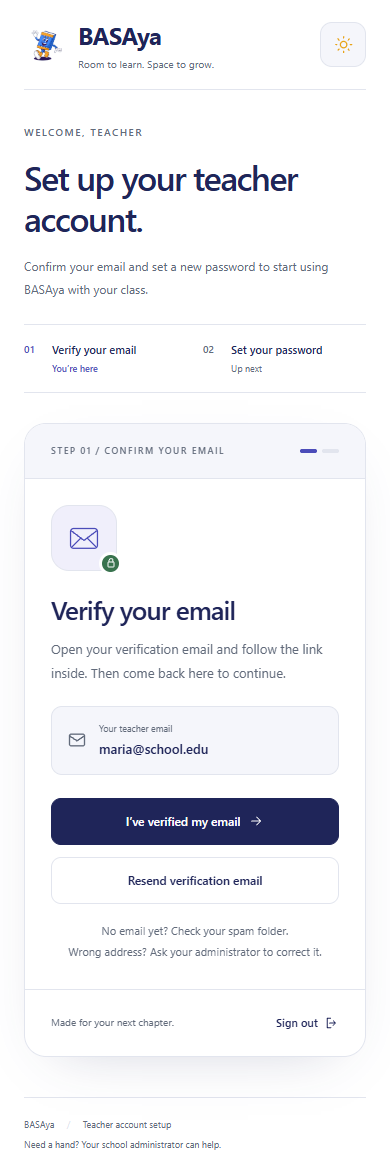 BASAya
Room to learn. Space to grow.
WELCOME, TEACHER
Set up your teacher
account.
Confirm your email and set a new password to start using
BASAya with your class.
01 Verify your email
You're here
02 Set your password
Up next
STEP 01 / CONFIRM YOUR EMAIL
Verify your email
Open your verification email and follow the link
inside. Then come back here to continue.
Your teacher email
maria@school.edu
I've verified my email →
Resend verification email
No email yet? Check your spam folder.
Wrong address? Ask your administrator to correct it.
Made for your next chapter.
Sign out
BASAya / Teacher account setup
Need a hand? Your school administrator can help.